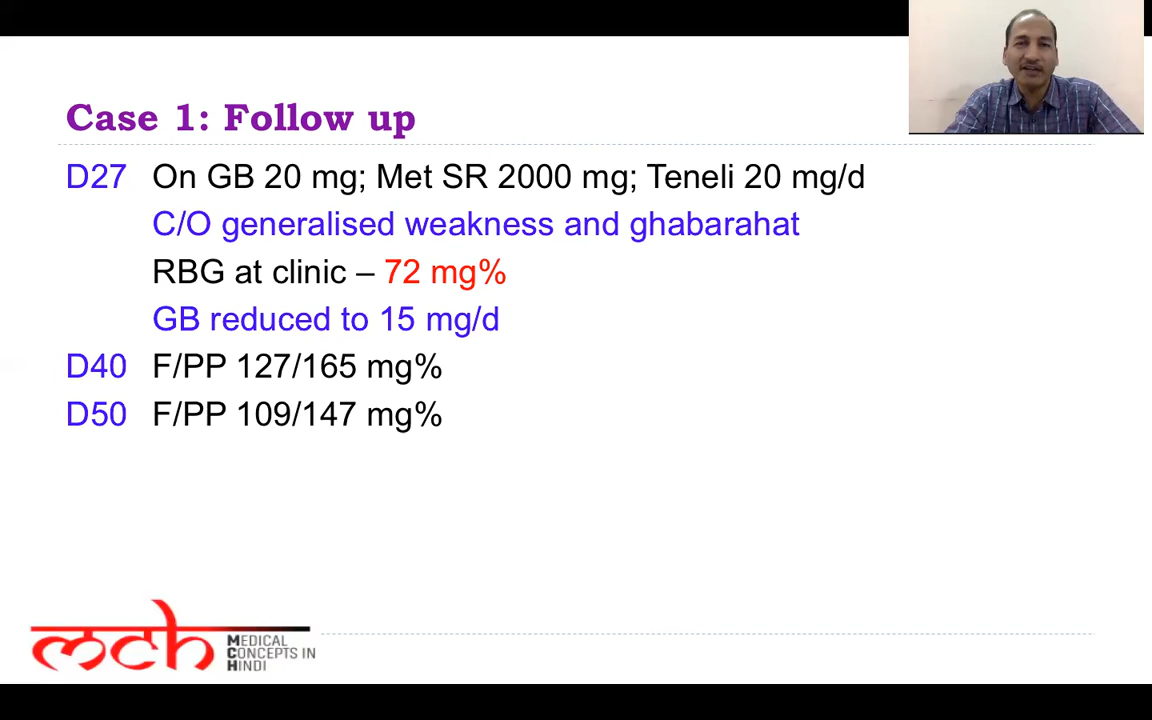 Case 1: Follow up
D27 On GB 20 mg; Met SR 2000 mg; Teneli 20 mg/d
C/O generalised weakness and ghabarahat
RBG at clinic – 72 mg%
GB reduced to 15 mg/d
D40 F/PP 127/165 mg%
D50 F/PP 109/147 mg%
mch
MEDICAL
CONCEPTS IN
HINDI